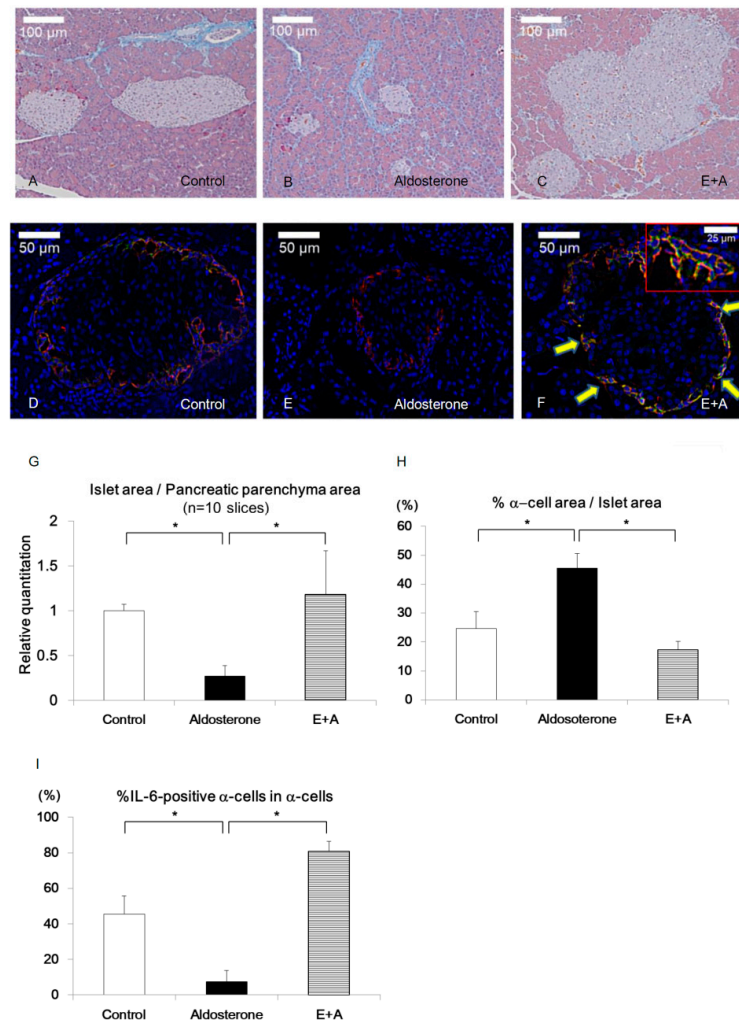 100 µm
100 µm
100 µm
A Control
B Aldosterone
C E+A
50 µm
50 µm
50 µm
25 µm
D Control
E Aldosterone
F E+A
G
Islet area / Pancreatic parenchyma area
(n=10 slices)
Relative quantitation
2
1.5
1
0.5
0
*
*
Control Aldosterone E+A
H
% α–cell area / Islet area
(%)
60
50
40
30
20
10
0
*
*
Control Aldosoterone E+A
I
%IL-6-positive α-cells in α-cells
(%)
100
80
60
40
20
0
*
*
Control Aldosterone E+A